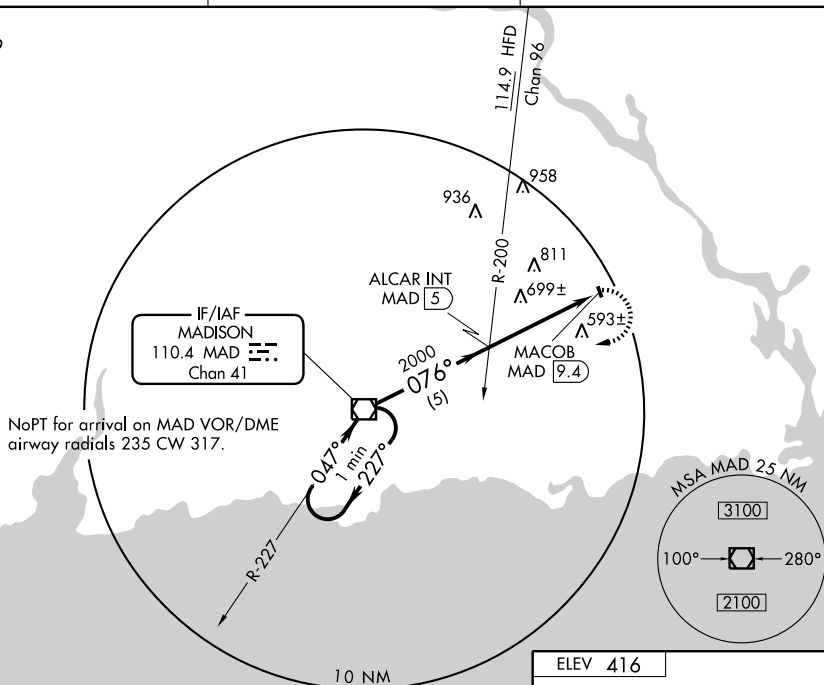 114.9 HFD
Chan 96
958
936
R-200
811
ALCAR INT
MAD 5
699±
IF/IAF
MADISON
110.4 MAD
Chan 41
593±
2000
076°
(5)
MACOB
MAD 9.4
NoPT for arrival on MAD VOR/DME
airway radials 235 CW 317.
047°
1 min
227°
R-227
MSA MAD 25 NM
3100
100°
280°
2100
10 NM
ELEV 416